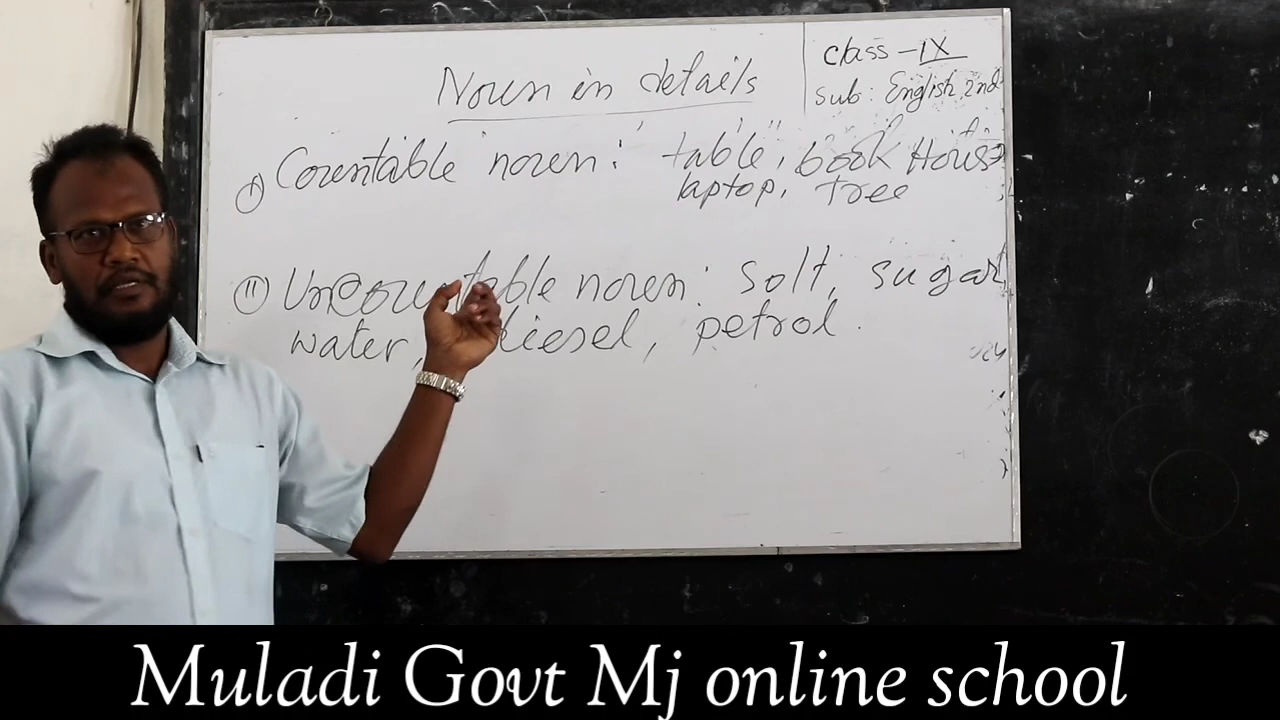 Noun in details
class - IX
sub: English 2nd
(i) Countable noun: table, book House
laptop, Tree
(ii) Uncountable noun: Solt, sugar,
water, diesel, petrol.
Muladi Govt Mj online school